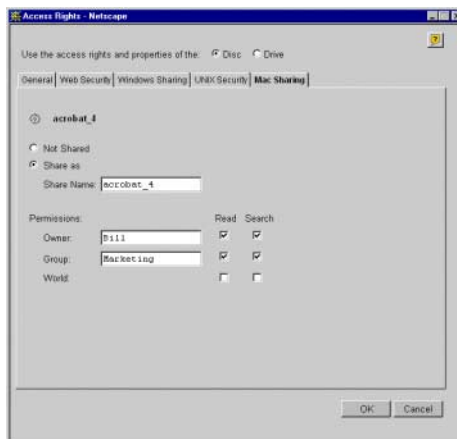 Access Rights - Netscape
?
Use the access rights and properties of the: Disc Drive
General Web Security Windows Sharing UNIX Security Mac Sharing
acrobat_4
Not Shared
Share as
Share Name: acrobat_4
Permissions: Read Search
Owner: Bill
Group: Marketing
World:
OK Cancel